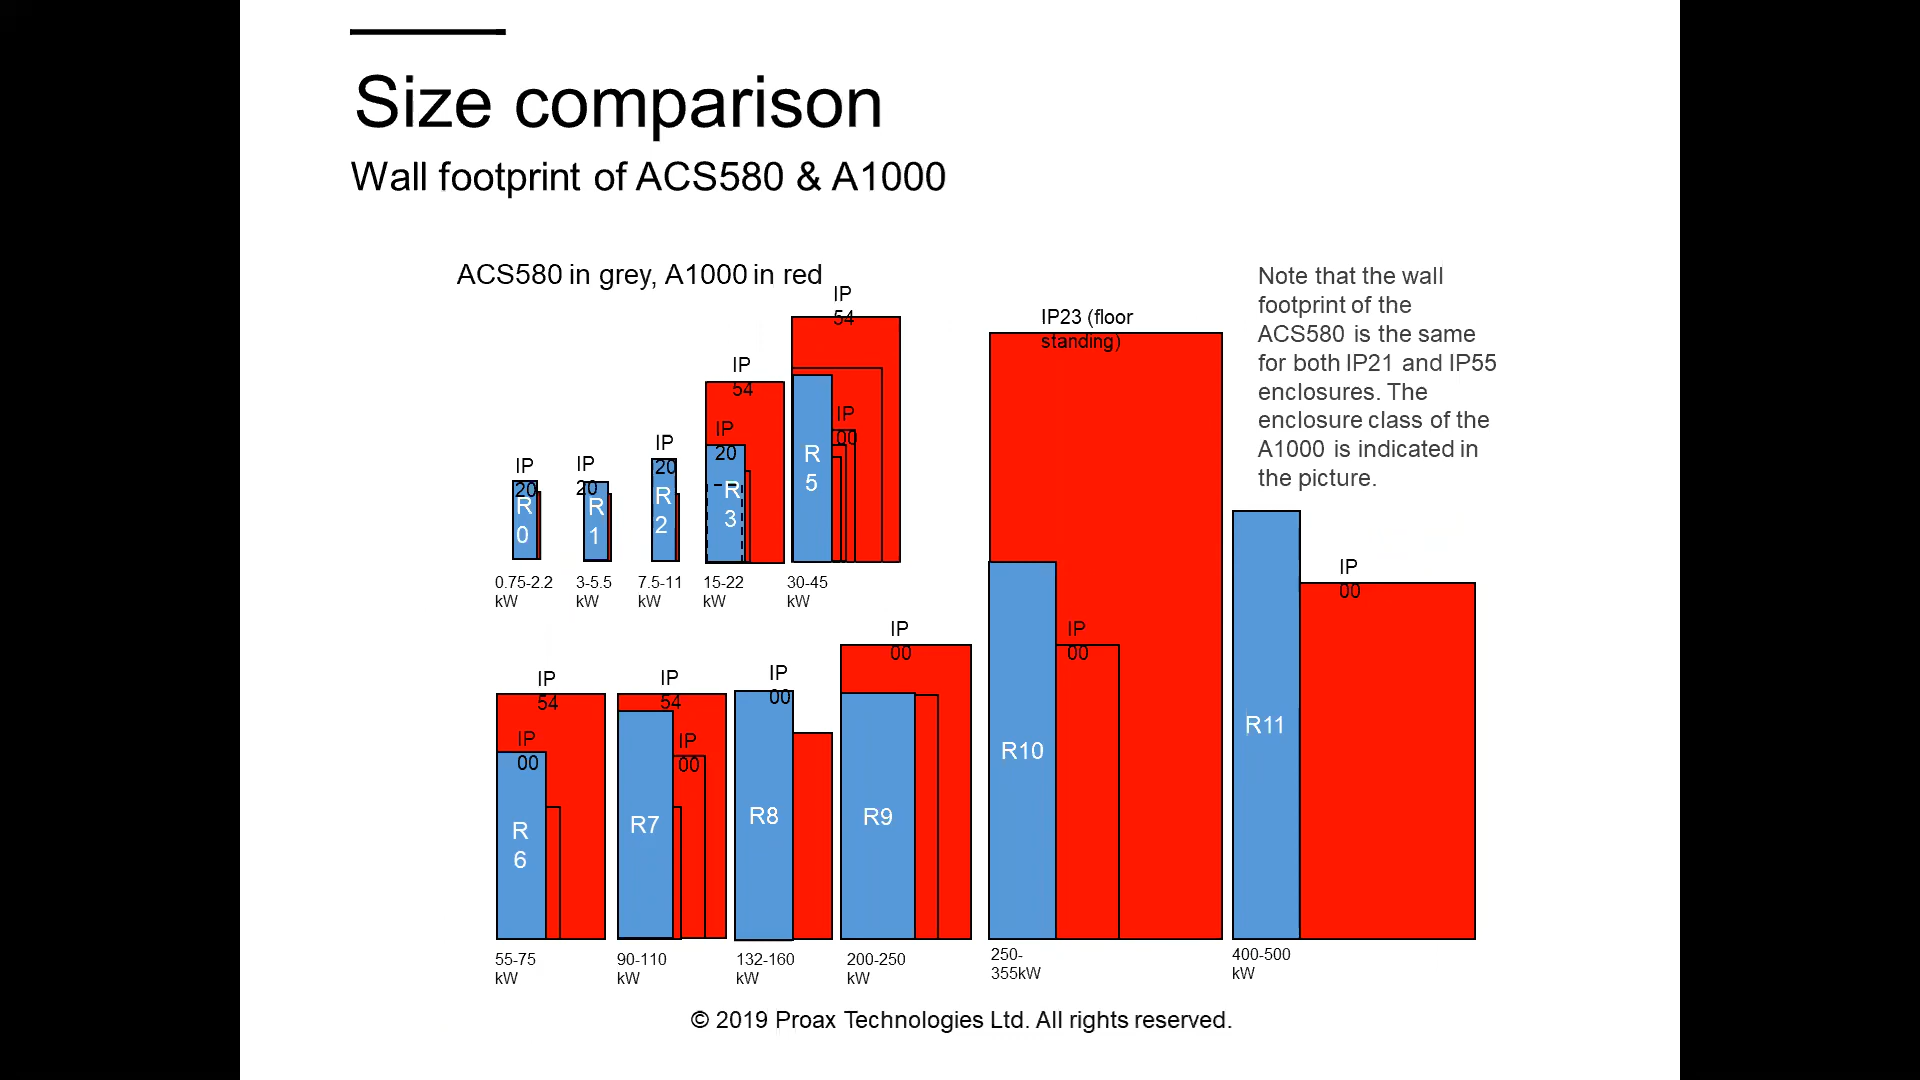 Size comparison
Wall footprint of ACS580 & A1000
ACS580 in grey, A1000 in red
Note that the wall
footprint of the
ACS580 is the same
for both IP21 and IP55
enclosures. The
enclosure class of the
A1000 is indicated in
the picture.
IP
20
R
0
0.75-2.2
kW
IP
20
R
1
3-5.5
kW
IP
20
R
2
7.5-11
kW
IP
54
IP
20
R
3
15-22
kW
IP
54
IP
00
R
5
30-45
kW
IP
54
IP
00
R
6
55-75
kW
IP
54
IP
00
R7
90-110
kW
IP
00
R8
132-160
kW
IP
00
R9
200-250
kW
IP23 (floor
standing)
IP
00
R10
250-
355kW
IP
00
R11
400-500
kW
© 2019 Proax Technologies Ltd. All rights reserved.